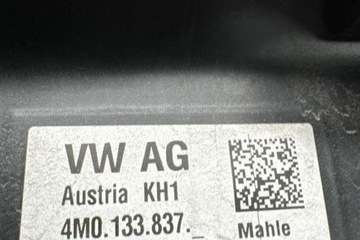 VW AG
Austria KH1
4M0.133.837._
Mahle